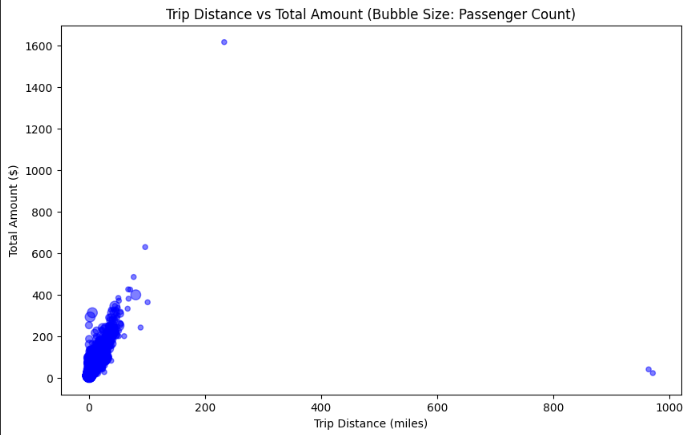 Trip Distance vs Total Amount (Bubble Size: Passenger Count)
1600
1400
1200
1000
800
600
400
200
0
Total Amount ($)
0 200 400 600 800 1000
Trip Distance (miles)